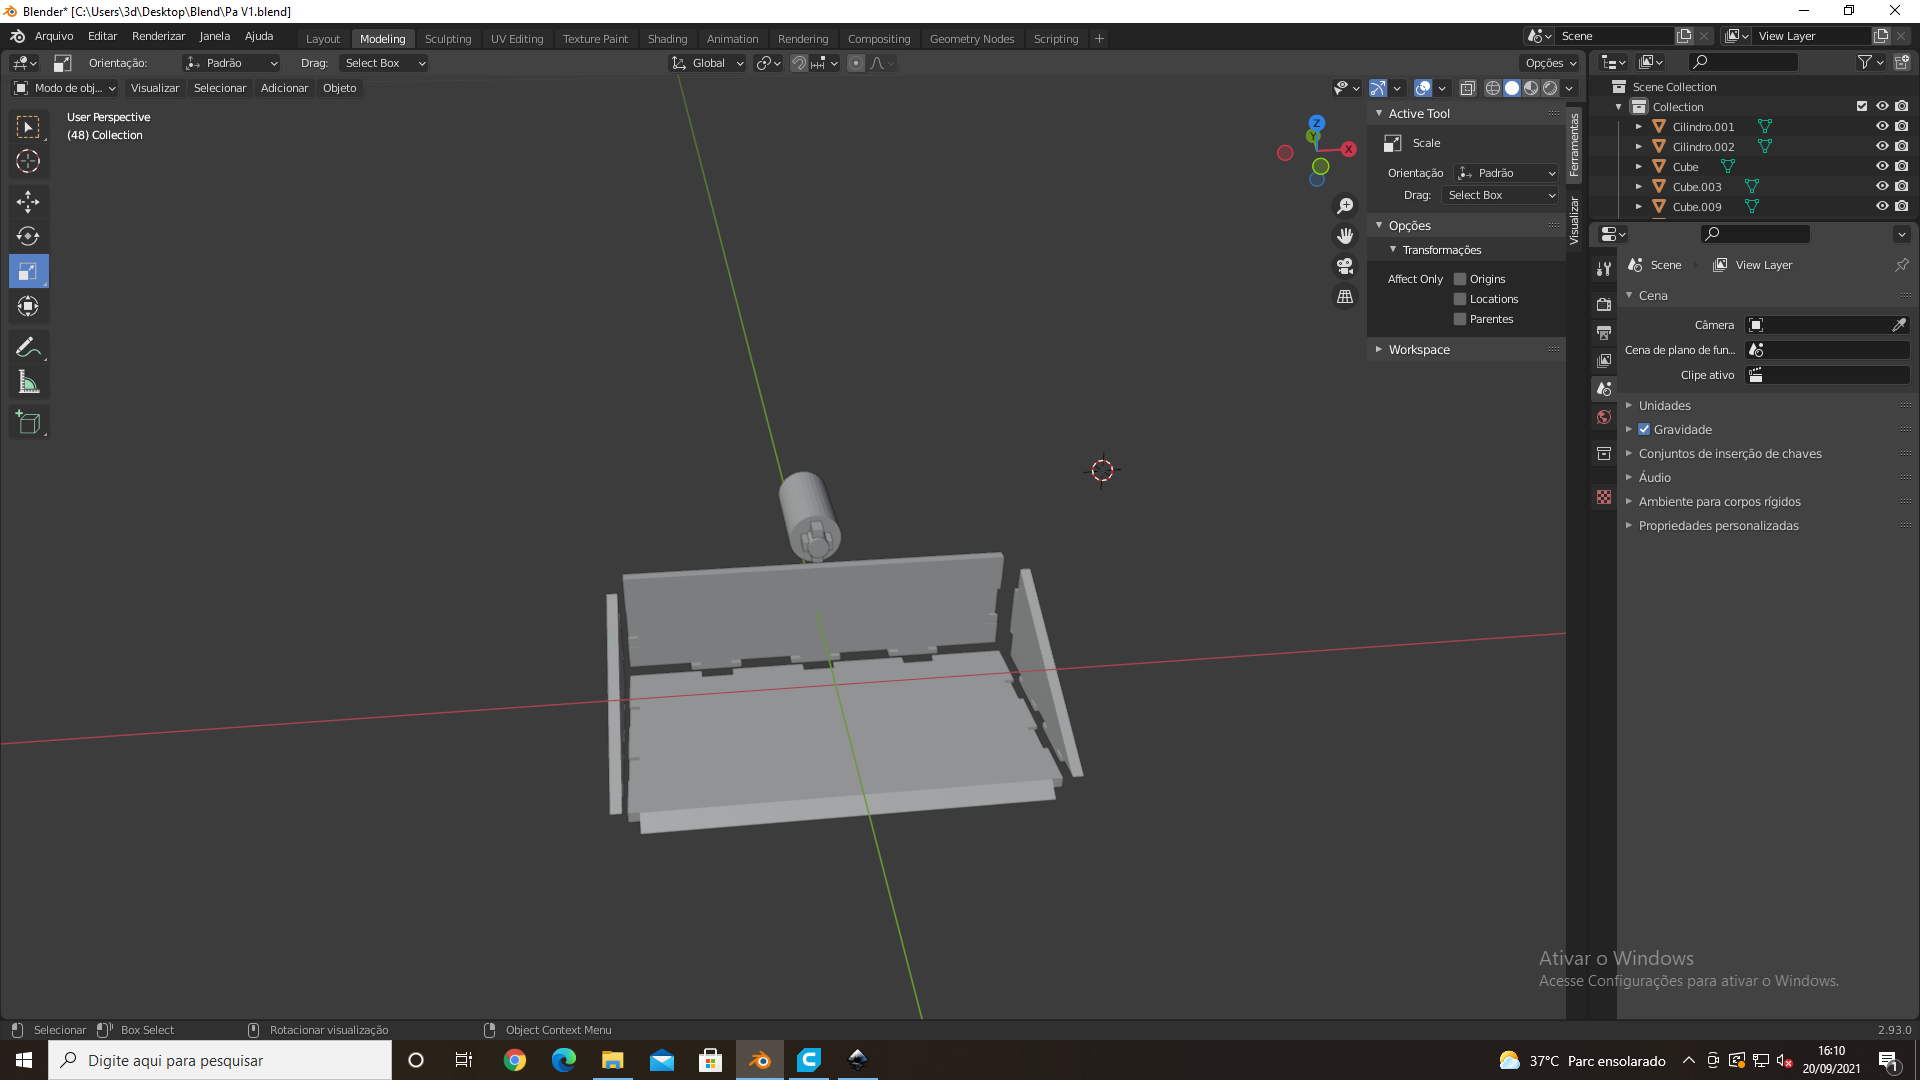 Blender* [C:\Users\3d\Desktop\Blend\Pa V1.blend]
Arquivo Editar Renderizar Janela Ajuda Layout Modeling Sculpting UV Editing Texture Paint Shading Animation Rendering Compositing Geometry Nodes Scripting + Scene View Layer
Orientação: Padrão Drag: Select Box Global Opções
Modo de obj... Visualizar Selecionar Adicionar Objeto
User Perspective
(48) Collection
Z
Y
X
Active Tool
Scale
Orientação Padrão
Drag: Select Box
Opções
Transformações
Affect Only Origins
Locations
Parentes
Workspace
Ferramentas
Visualizar
Scene Collection
Collection
Cilindro.001
Cilindro.002
Cube
Cube.003
Cube.009
Scene View Layer
Cena
Câmera
Cena de plano de fun...
Clipe ativo
Unidades
Gravidade
Conjuntos de inserção de chaves
Áudio
Ambiente para corpos rígidos
Propriedades personalizadas
Ativar o Windows
Acesse Configurações para ativar o Windows.
Selecionar Box Select Rotacionar visualização Object Context Menu 2.93.0
Digite aqui para pesquisar
37°C Parc ensolarado
16:10
20/09/2021
1